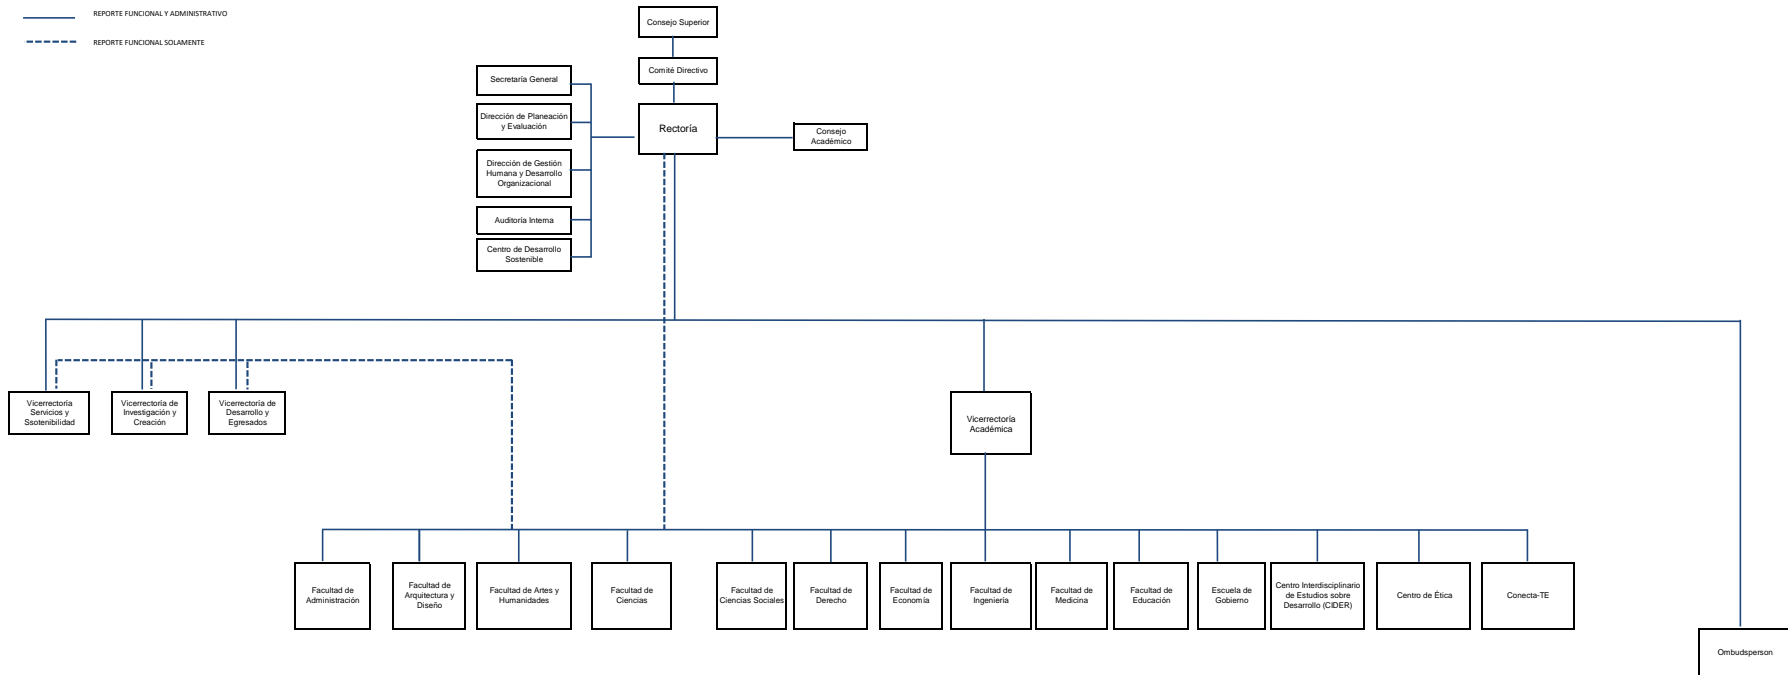 REPORTE FUNCIONAL Y ADMINISTRATIVO
REPORTE FUNCIONAL SOLAMENTE
Consejo Superior
Comité Directivo
Rectoría
Consejo
Académico
Secretaría General
Dirección de Planeación
y Evaluación
Dirección de Gestión
Humana y Desarrollo
Organizacional
Auditoría Interna
Centro de Desarrollo
Sostenible
Vicerrectoría
Servicios y
Ssotenibilidad
Vicerrectoría de
Investigación y
Creación
Vicerrectoría de
Desarrollo y
Egresados
Vicerrectoría
Académica
Facultad de
Administración
Facultad de
Arquitectura y
Diseño
Facultad de Artes y
Humanidades
Facultad de
Ciencias
Facultad de
Ciencias Sociales
Facultad de
Derecho
Facultad de
Economía
Facultad de
Ingeniería
Facultad de
Medicina
Facultad de
Educación
Escuela de
Gobierno
Centro Interdisciplinario
de Estudios sobre
Desarrollo (CIDER)
Centro de Ética
Conecta-TE
Ombudsperson